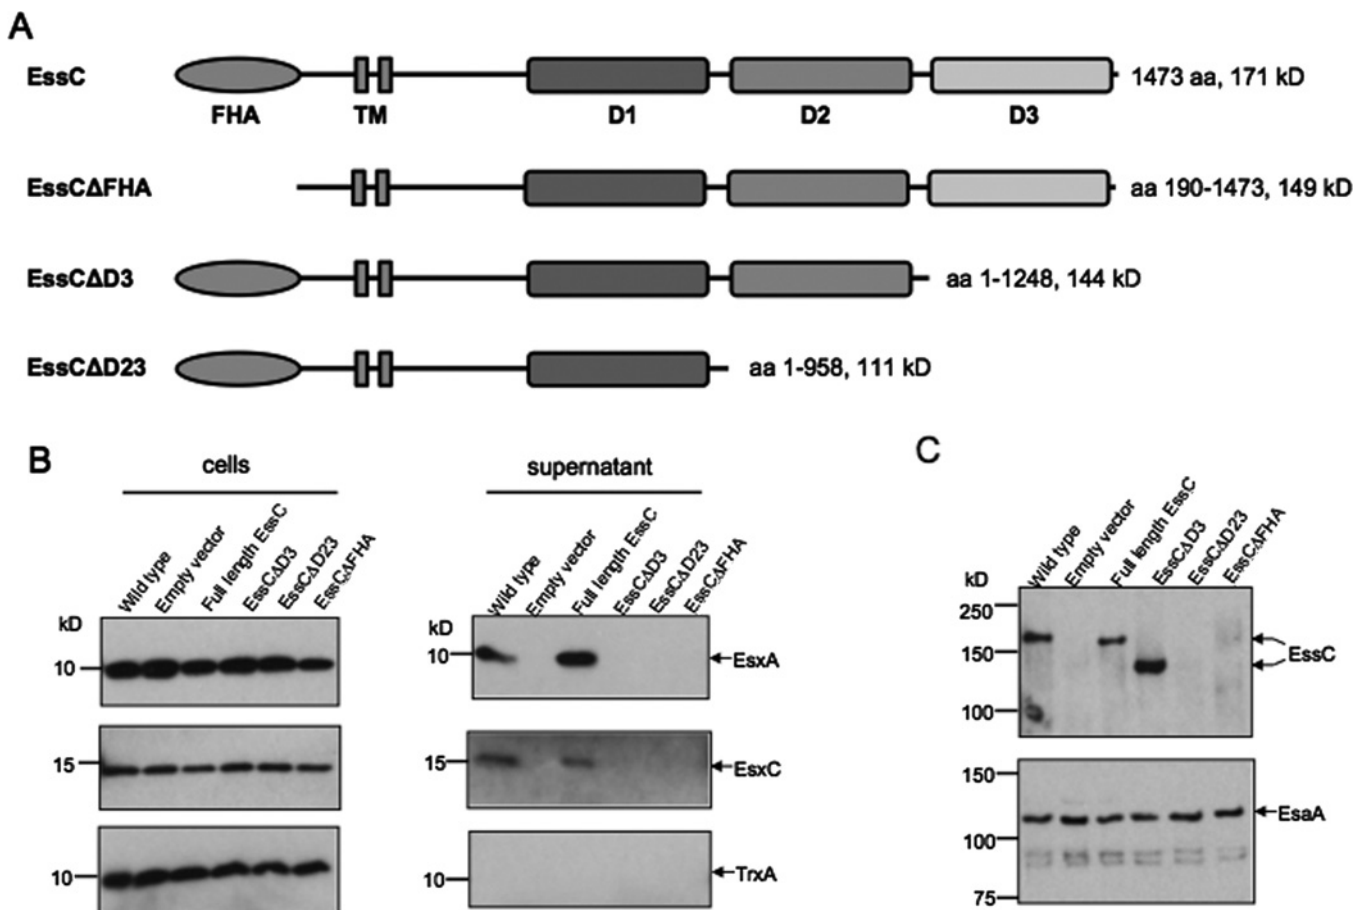 A
EssC
FHA
TM
D1
D2
D3
1473 aa, 171 kD
EssCΔFHA
aa 190-1473, 149 kD
EssCΔD3
aa 1-1248, 144 kD
EssCΔD23
aa 1-958, 111 kD
B
cells
Wild type
Empty vector
Full length EssC
EssCΔD3
EssCΔD23
EssCΔFHA
kD
10
15
10
supernatant
Wild type
Empty vector
Full length EssC
EssCΔD3
EssCΔD23
EssCΔFHA
kD
10
EsxA
15
EsxC
10
TrxA
C
Wild type
Empty vector
Full length EssC
EssCΔD3
EssCΔD23
EssCΔFHA
kD
250
150
100
EssC
150
100
75
EsaA